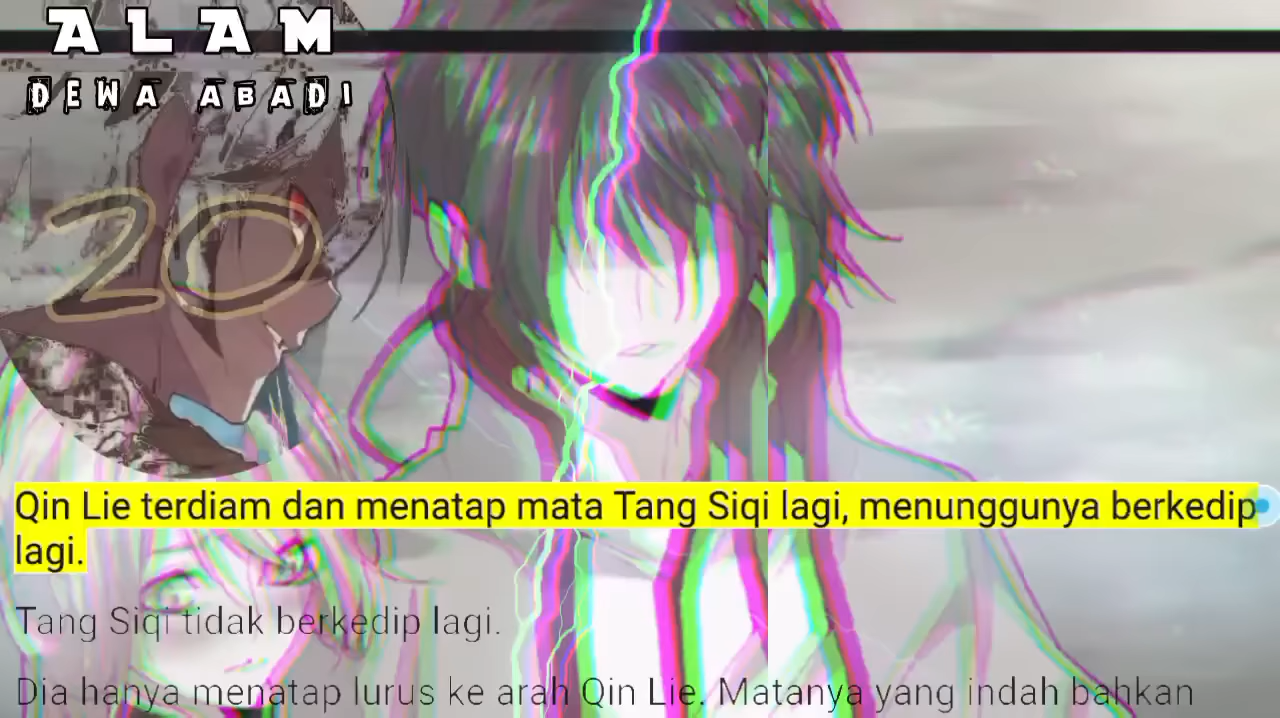 ALAM
DEWA ABADI
20
Qin Lie terdiam dan menatap mata Tang Siqi lagi, menunggunya berkedip
lagi.
Tang Siqi tidak berkedip lagi.
Dia hanya menatap lurus ke arah Qin Lie. Matanya yang indah bahkan